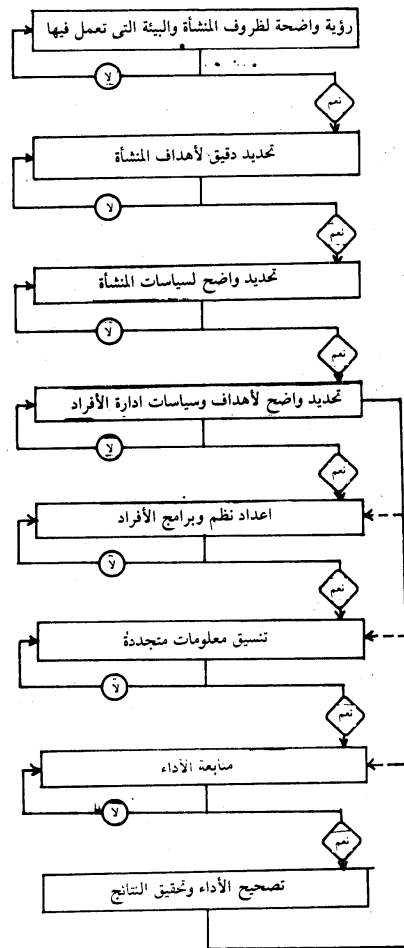 رؤية واضحة لظروف المنشأة والبيئة التى تعمل فيها
لا
نعم
تحديد دقيق لأهداف المنشأة
لا
نعم
تحديد واضح لسياسات المنشأة
لا
نعم
تحديد واضح لأهداف وسياسات ادارة الأفراد
لا
نعم
اعداد نظم وبرامج الأفراد
لا
نعم
تنسيق معلومات متجددة
لا
نعم
متابعة الأداء
لا
نعم
تصحيح الأداء وتحقيق النتائج